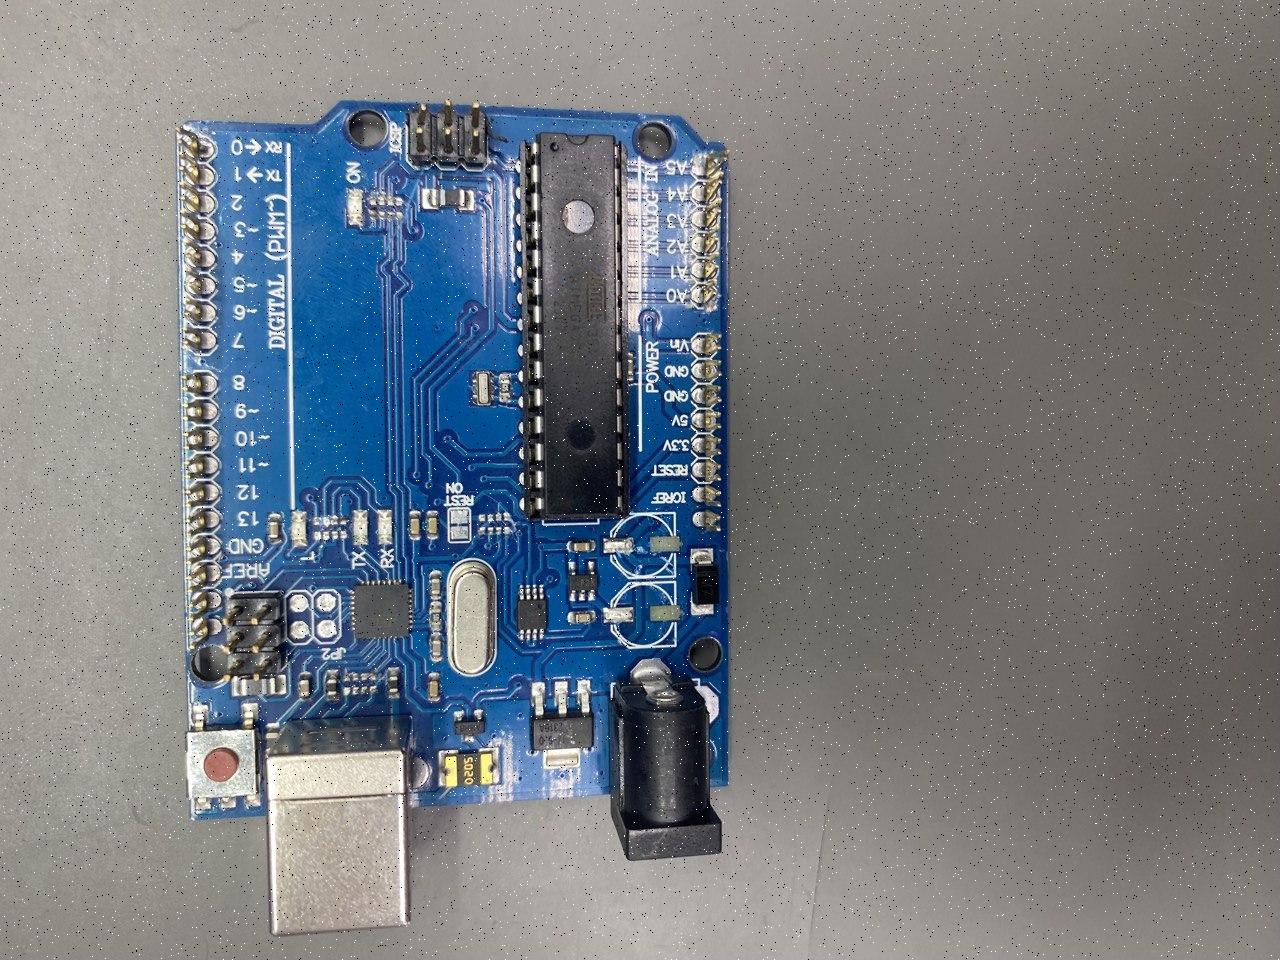 RX←0
TX→1
2
~3
4
~5
~6
7
8
~9
~10
~11
12
13
GND
AREF
DIGITAL (PWM~)
ICSP
ON
A5
A4
A3
A2
A1
A0
ANALOG IN
Vin
GND
GND
5V
3.3V
RESET
IOREF
POWER
REST
ON
TX
RX
L
JP2